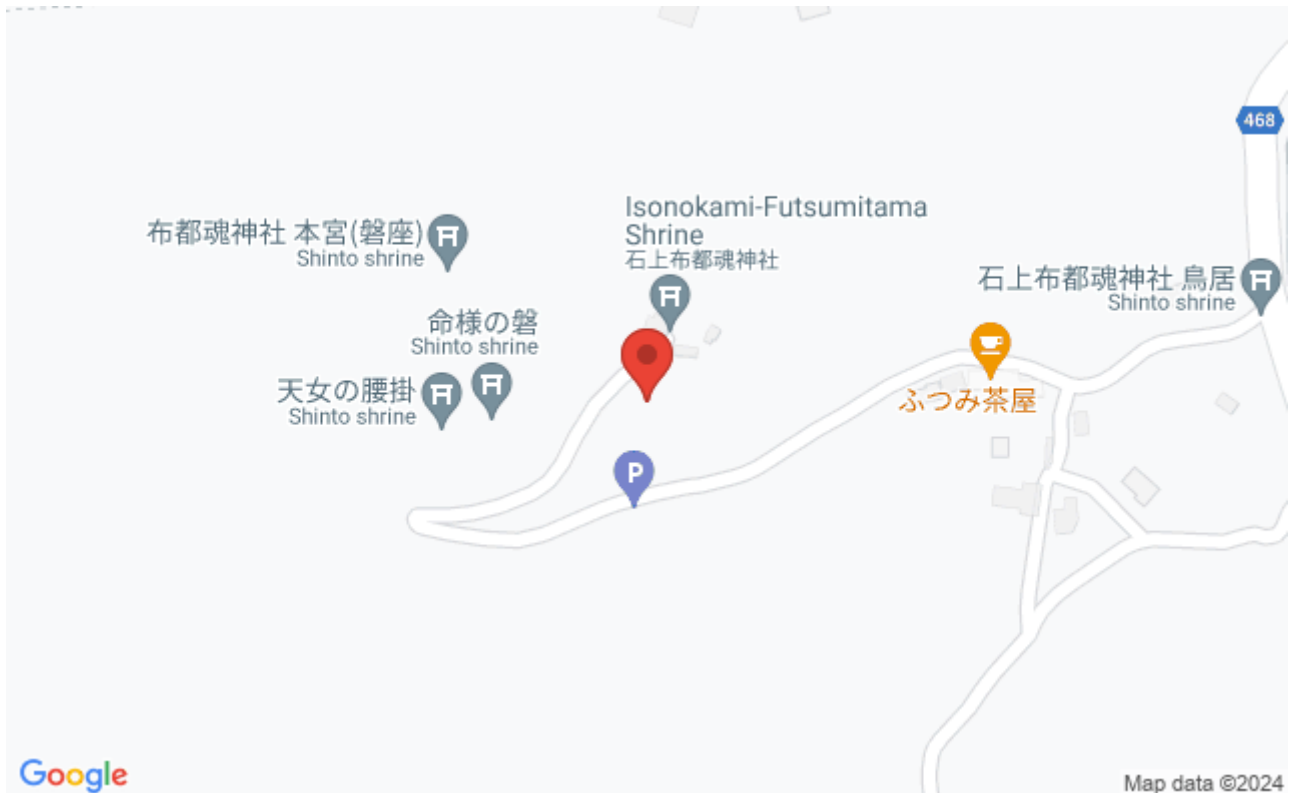 468
Isonokami-Futsumitama
Shrine
石上布都魂神社
布都魂神社 本宮(磐座)
Shinto shrine
石上布都魂神社 鳥居
Shinto shrine
命様の磐
Shinto shrine
天女の腰掛
Shinto shrine
ふつみ茶屋
P
Google
Map data ©2024